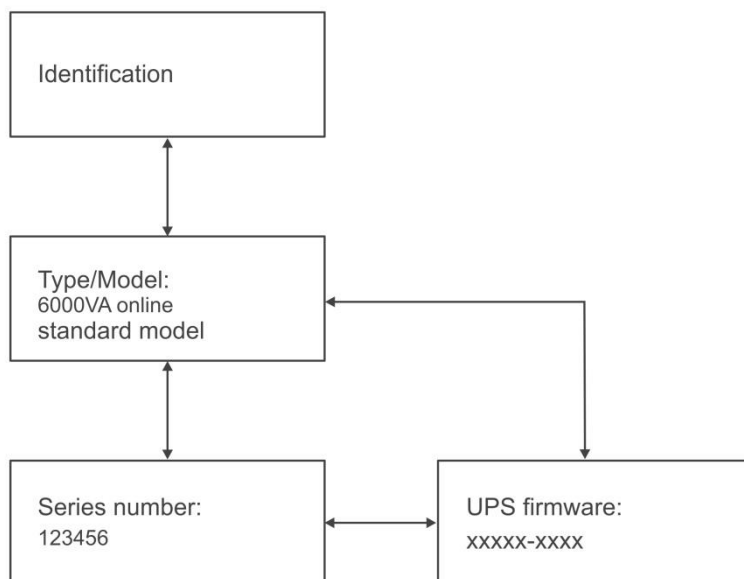 Identification
Type/Model:
6000VA online
standard model
Series number:
123456
UPS firmware:
xxxxx-xxxx